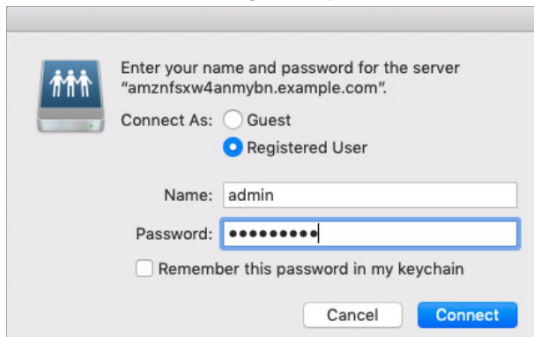 Enter your name and password for the server
“amznfsxw4anmybn.example.com”.
Connect As: Guest
Registered User
Name: admin
Password: •••••••••
Remember this password in my keychain
Cancel Connect